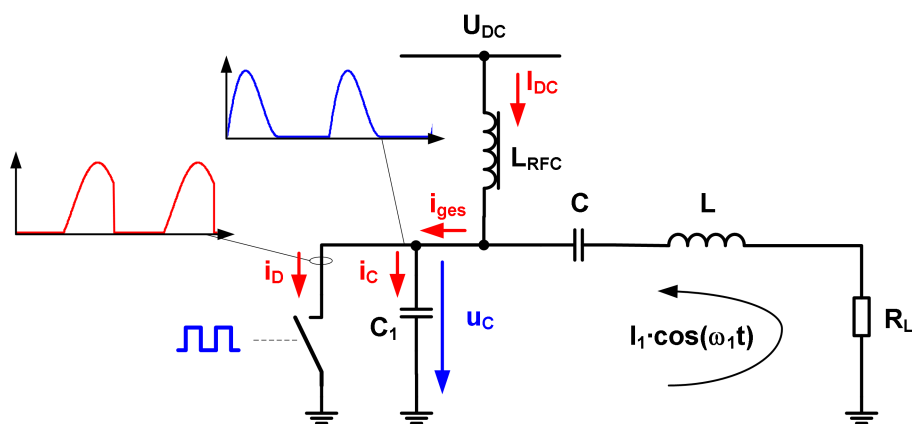 U_DC
I_DC
L_RFC
i_ges
C
L
i_D
i_C
C_1
u_C
I_1·cos(ω_1t)
R_L